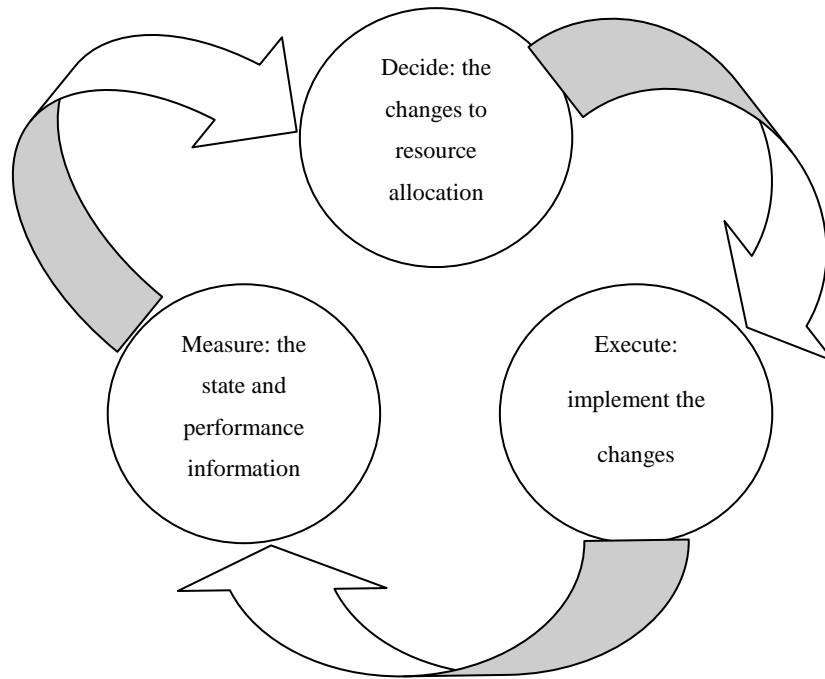 Decide: the
changes to
resource
allocation
Measure: the
state and
performance
information
Execute:
implement the
changes